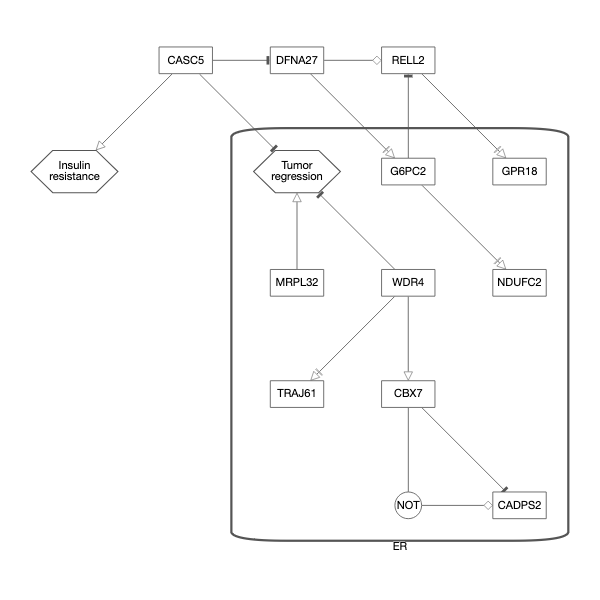 CASC5
DFNA27
RELL2
Insulin
resistance
Tumor
regression
G6PC2
GPR18
MRPL32
WDR4
NDUFC2
TRAJ61
CBX7
NOT
CADPS2
ER